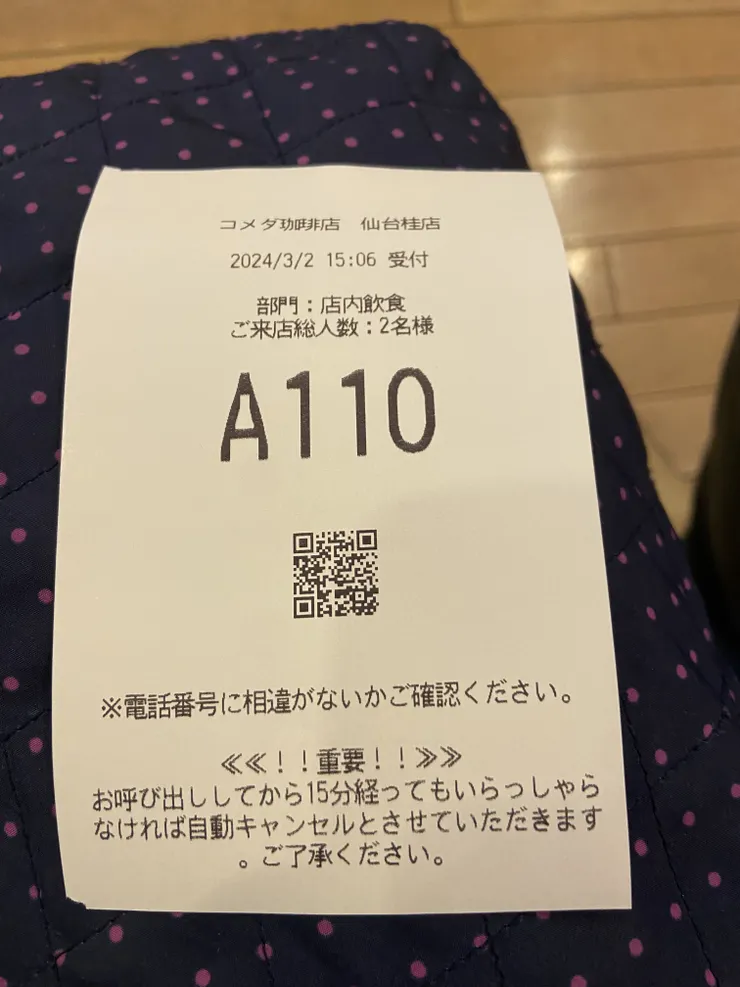 コメダ珈琲店　仙台桂店
2024/3/2 15:06 受付
部門：店内飲食
ご来店総人数：2名様
A110
※電話番号に相違がないかご確認ください。
≪≪！！重要！！≫≫
お呼び出ししてから15分経ってもいらっしゃら
なければ自動キャンセルとさせていただきます
。ご了承ください。